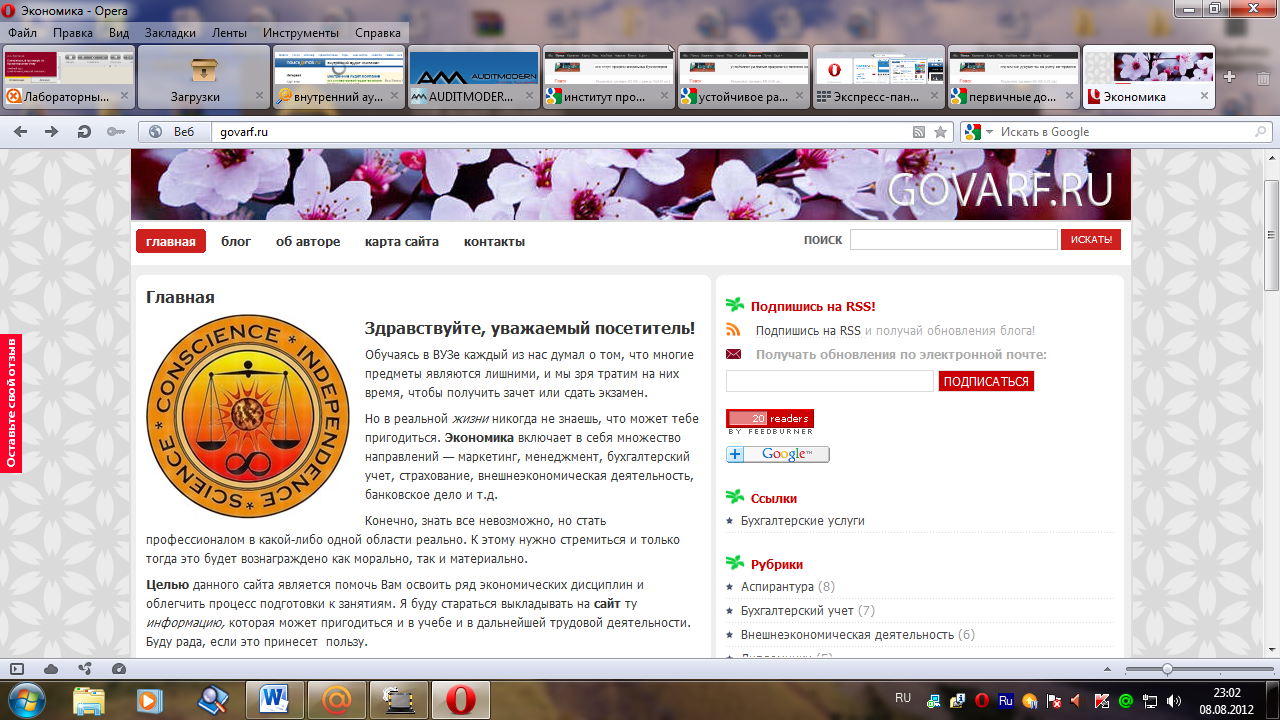 Экономика - Opera
Файл Правка Вид Закладки Ленты Инструменты Справка
Лабораторны... Загрузки внутренний ау... AUDITMODER... институт про... устойчивое ра... Экспресс-пан... первичные до... Экономика
AUDITMODERN
Веб govarf.ru Искать в Google
GOVARF.RU
главная блог об авторе карта сайта контакты ПОИСК ИСКАТЬ!
Оставьте свой отзыв
Главная
SCIENCE * CONSCIENCE * INDEPENDENCE *
Здравствуйте, уважаемый посетитель!
Обучаясь в ВУЗе каждый из нас думал о том, что многие
предметы являются лишними, и мы зря тратим на них
время, чтобы получить зачет или сдать экзамен.
Но в реальной жизни никогда не знаешь, что может тебе
пригодиться. Экономика включает в себя множество
направлений — маркетинг, менеджмент, бухгалтерский
учет, страхование, внешнеэкономическая деятельность,
банковское дело и т.д.
Конечно, знать все невозможно, но стать
профессионалом в какой-либо одной области реально. К этому нужно стремиться и только
тогда это будет вознаграждено как морально, так и материально.
Целью данного сайта является помочь Вам освоить ряд экономических дисциплин и
облегчить процесс подготовки к занятиям. Я буду стараться выкладывать на сайт ту
информацию, которая может пригодиться и в учебе и в дальнейшей трудовой деятельности.
Буду рада, если это принесет пользу.
Подпишись на RSS!
Подпишись на RSS и получай обновления блога!
Получать обновления по электронной почте:
ПОДПИСАТЬСЯ
20 readers
BY FEEDBURNER
Google™
Ссылки
Бухгалтерские услуги
Рубрики
Аспирантура (8)
Бухгалтерский учет (7)
Внешнеэкономическая деятельность (6)
RU
Ru
23:02
08.08.2012